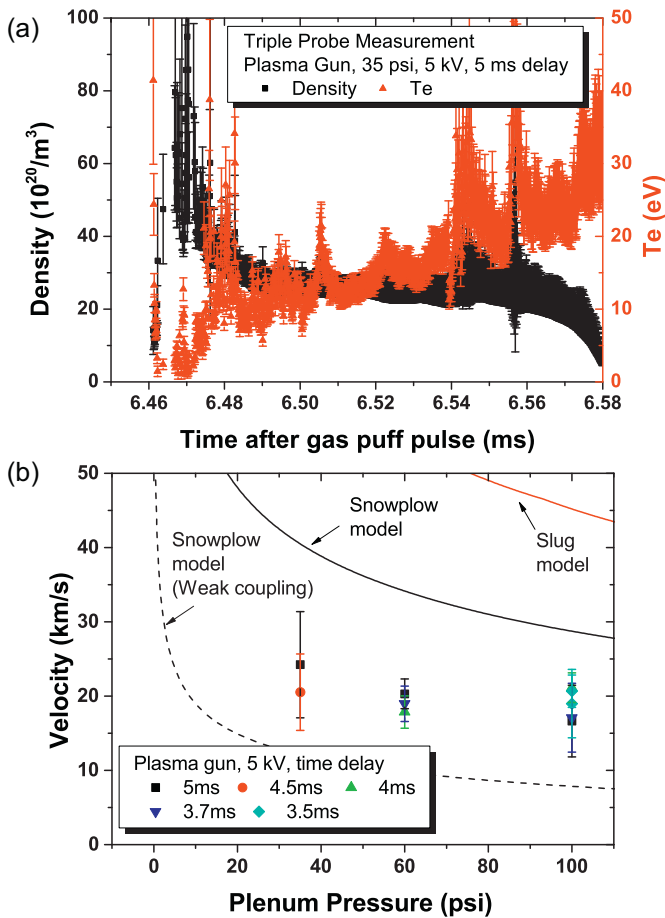 (a)
Triple Probe Measurement
Plasma Gun, 35 psi, 5 kV, 5 ms delay
Density Te
100
80
60
40
20
0
Density (10²⁰/m³)
50
40
30
20
10
0
Te (eV)
6.46 6.48 6.50 6.52 6.54 6.56 6.58
Time after gas puff pulse (ms)
(b)
50
40
30
20
10
0
Velocity (km/s)
Snowplow
model
(Weak coupling)
Snowplow
model
Slug
model
Plasma gun, 5 kV, time delay
5ms 4.5ms 4ms
3.7ms 3.5ms
0 20 40 60 80 100
Plenum Pressure (psi)